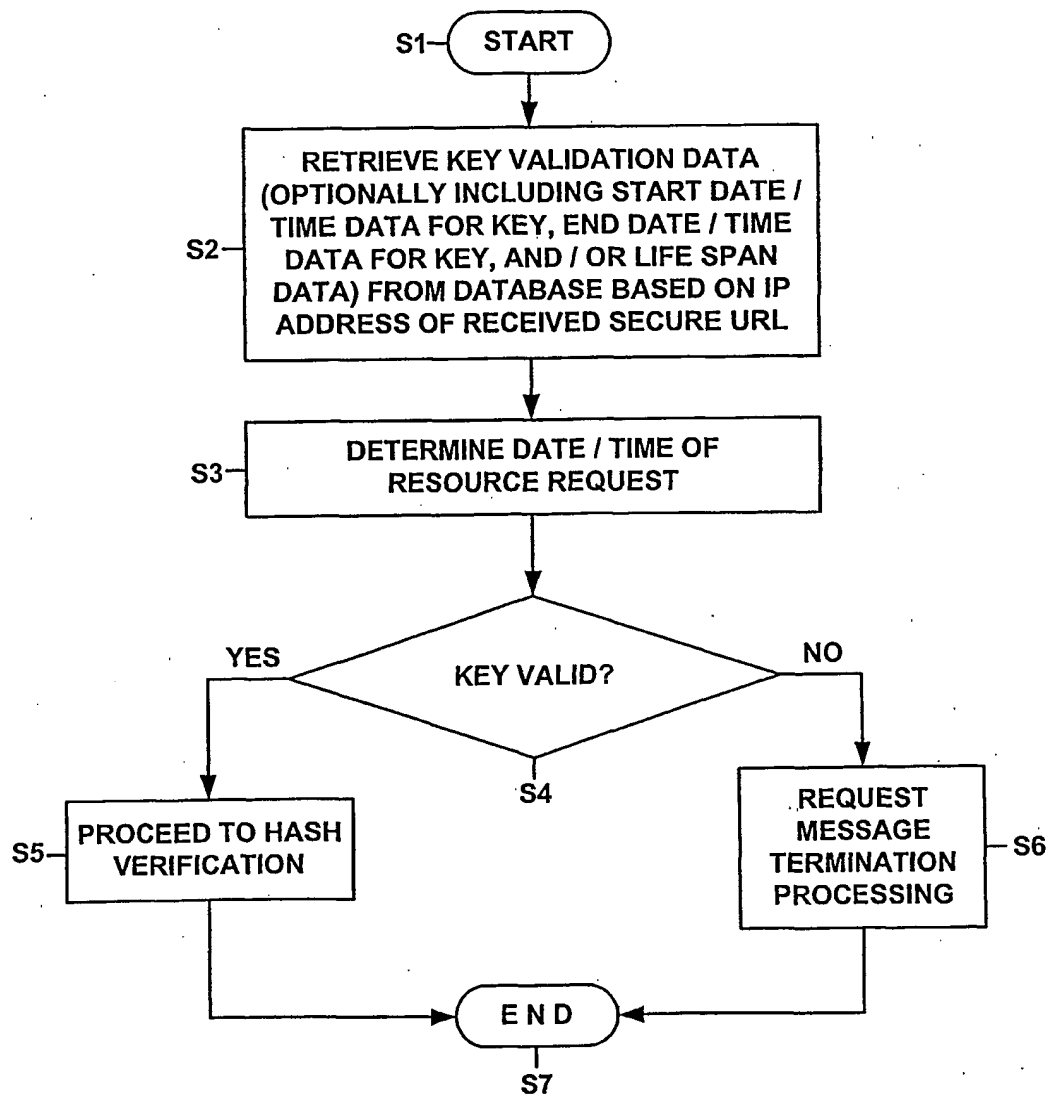 S1
START
RETRIEVE KEY VALIDATION DATA
(OPTIONALLY INCLUDING START DATE /
TIME DATA FOR KEY, END DATE / TIME
S2
DATA FOR KEY, AND / OR LIFE SPAN
DATA) FROM DATABASE BASED ON IP
ADDRESS OF RECEIVED SECURE URL
DETERMINE DATE / TIME OF
S3
RESOURCE REQUEST
YES
KEY VALID?
NO
S4
PROCEED TO HASH
VERIFICATION
S5
REQUEST
MESSAGE
TERMINATION
PROCESSING
S6
E N D
S7